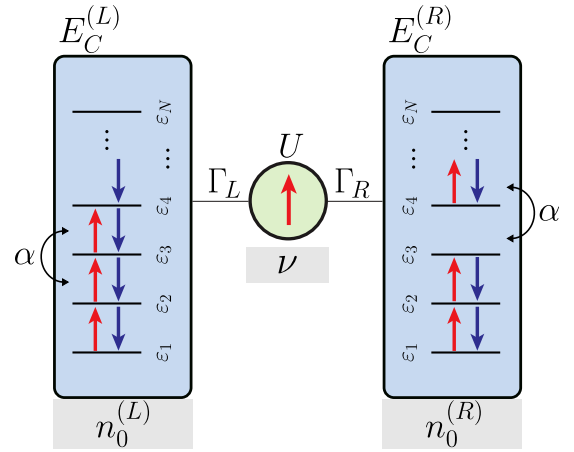 E_C^{(L)}
E_C^{(R)}
ε_N
ε_N
... ...
... ...
U
Γ_L
Γ_R
ε_4
ε_4
α
α
ε_3
ε_3
ν
ε_2
ε_2
ε_1
ε_1
n_0^{(L)}
n_0^{(R)}